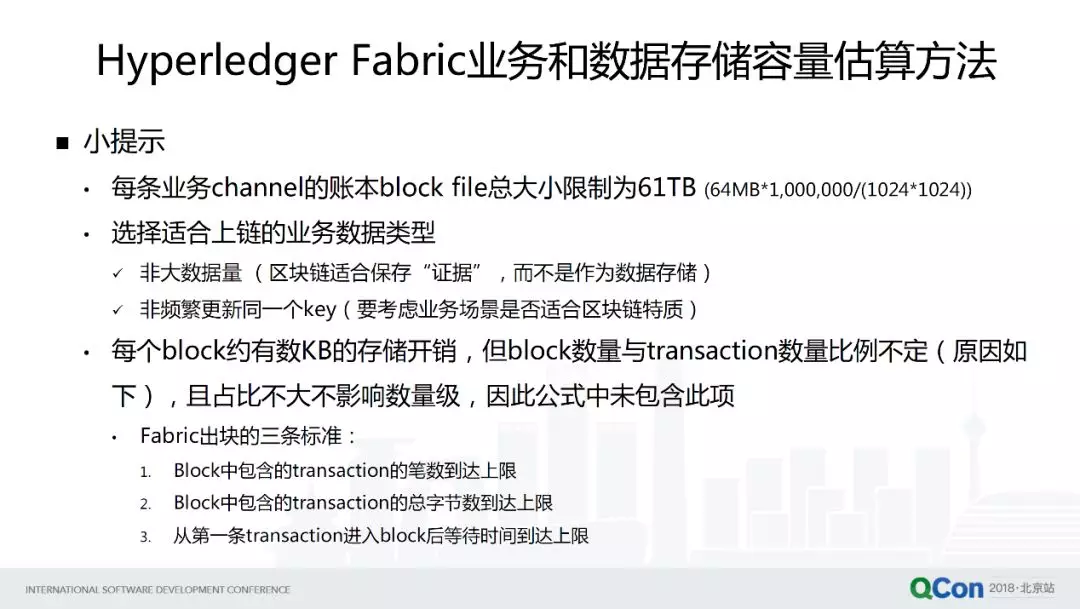 Hyperledger Fabric业务和数据存储容量估算方法
■ 小提示
• 每条业务channel的账本block file总大小限制为61TB (64MB*1,000,000/(1024*1024))
• 选择适合上链的业务数据类型
✓ 非大数据量（区块链适合保存“证据”，而不是作为数据存储）
✓ 非频繁更新同一个key（要考虑业务场景是否适合区块链特质）
• 每个block约有数KB的存储开销，但block数量与transaction数量比例不定（原因如
下），且占比不大不影响数量级，因此公式中未包含此项
• Fabric出块的三条标准：
1. Block中包含的transaction的笔数到达上限
2. Block中包含的transaction的总字节数到达上限
3. 从第一条transaction进入block后等待时间到达上限
INTERNATIONAL SOFTWARE DEVELOPMENT CONFERENCE
QCon 2018·北京站